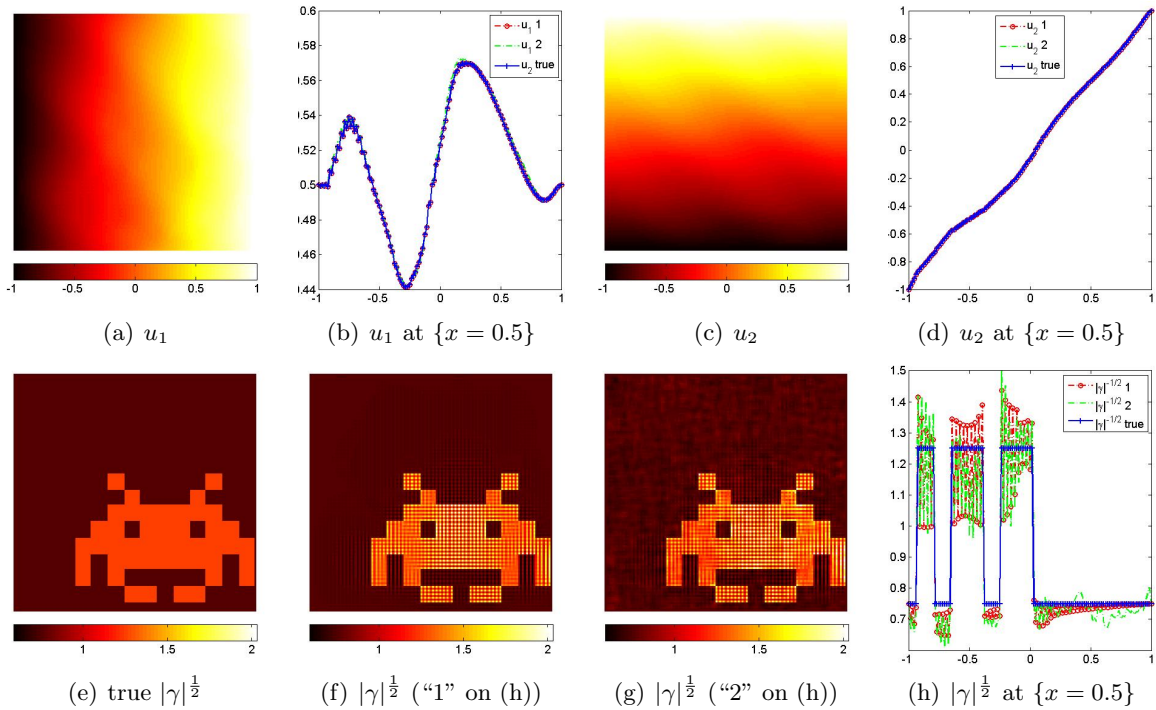 -1 -0.5 0 0.5 1
(a) u₁
0.6
0.58
0.56
0.54
0.52
0.5
0.48
0.46
0.44
-1 -0.5 0 0.5 1
u₁ 1
u₁ 2
u₂ true
(b) u₁ at {x = 0.5}
-1 -0.5 0 0.5 1
(c) u₂
1
0.8
0.6
0.4
0.2
0
-0.2
-0.4
-0.6
-0.8
-1
-1 -0.5 0 0.5 1
u₂ 1
u₂ 2
u₂ true
(d) u₂ at {x = 0.5}
1 1.5 2
(e) true |γ|^{1/2}
1 1.5 2
(f) |γ|^{1/2} (“1” on (h))
1 1.5 2
(g) |γ|^{1/2} (“2” on (h))
1.5
1.4
1.3
1.2
1.1
1
0.9
0.8
0.7
-1 -0.5 0 0.5 1
|γ|^{-1/2} 1
|γ|^{-1/2} 2
|γ|^{-1/2} true
(h) |γ|^{1/2} at {x = 0.5}